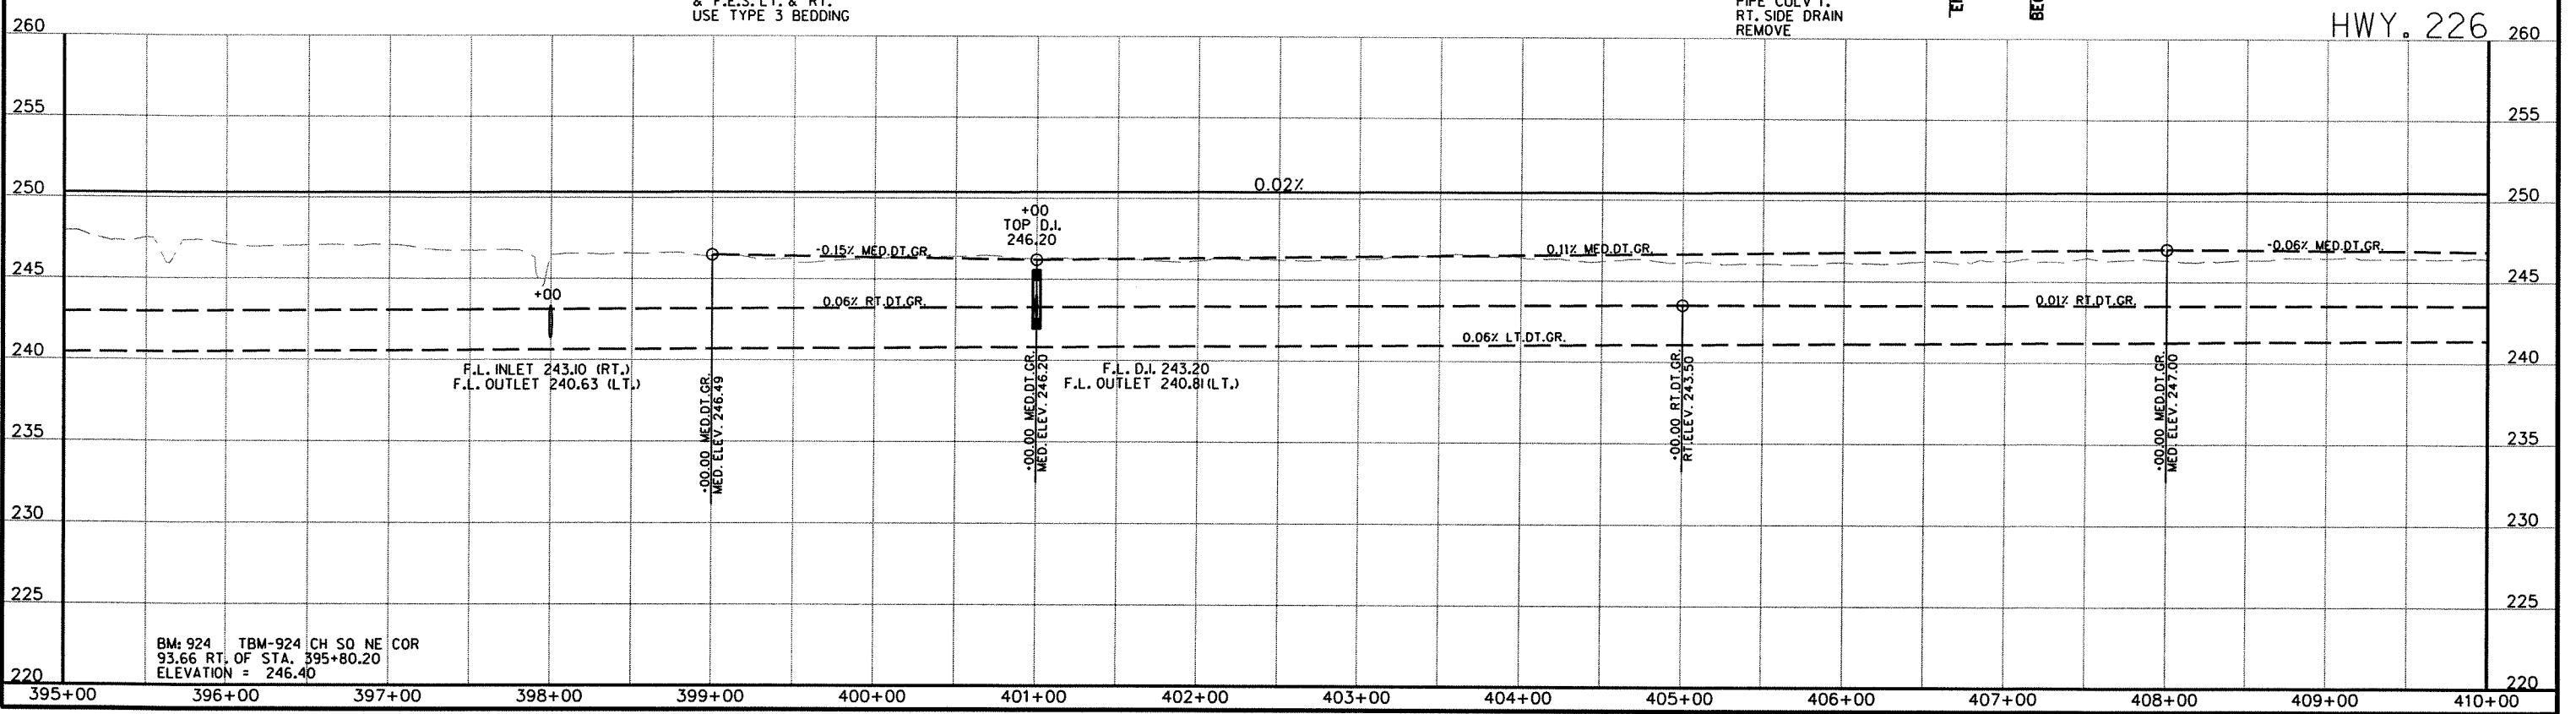 & F.E.S. LT. & RT.
USE TYPE 3 BEDDING
PIPE CULV'T.
RT. SIDE DRAIN
REMOVE
HWY. 226
260
260
255
255
250
0.02%
250
+00
TOP D.I.
246.20
-0.15% MED.DT.GR.
0.11% MED.DT.GR.
-0.06% MED.DT.GR.
245
245
+00
0.06% RT.DT.GR.
0.01% RT.DT.GR.
0.06% LT.DT.GR.
240
240
F.L. INLET 243.10 (RT.)
F.L. OUTLET 240.63 (LT.)
F.L. D.I. 243.20
F.L. OUTLET 240.81 (LT.)
+00.00 MED.DT.GR.
MED. ELEV. 246.49
+00.00 MED.DT.GR.
MED. ELEV. 246.20
+00.00 RT.DT.GR.
RT.ELEV. 243.50
+00.00 MED.DT.GR.
MED. ELEV. 247.00
235
235
230
230
225
225
BM: 924 TBM-924 CH SQ NE COR
93.66 RT. OF STA. 395+80.20
ELEVATION = 246.40
220
220
395+00 396+00 397+00 398+00 399+00 400+00 401+00 402+00 403+00 404+00 405+00 406+00 407+00 408+00 409+00 410+00